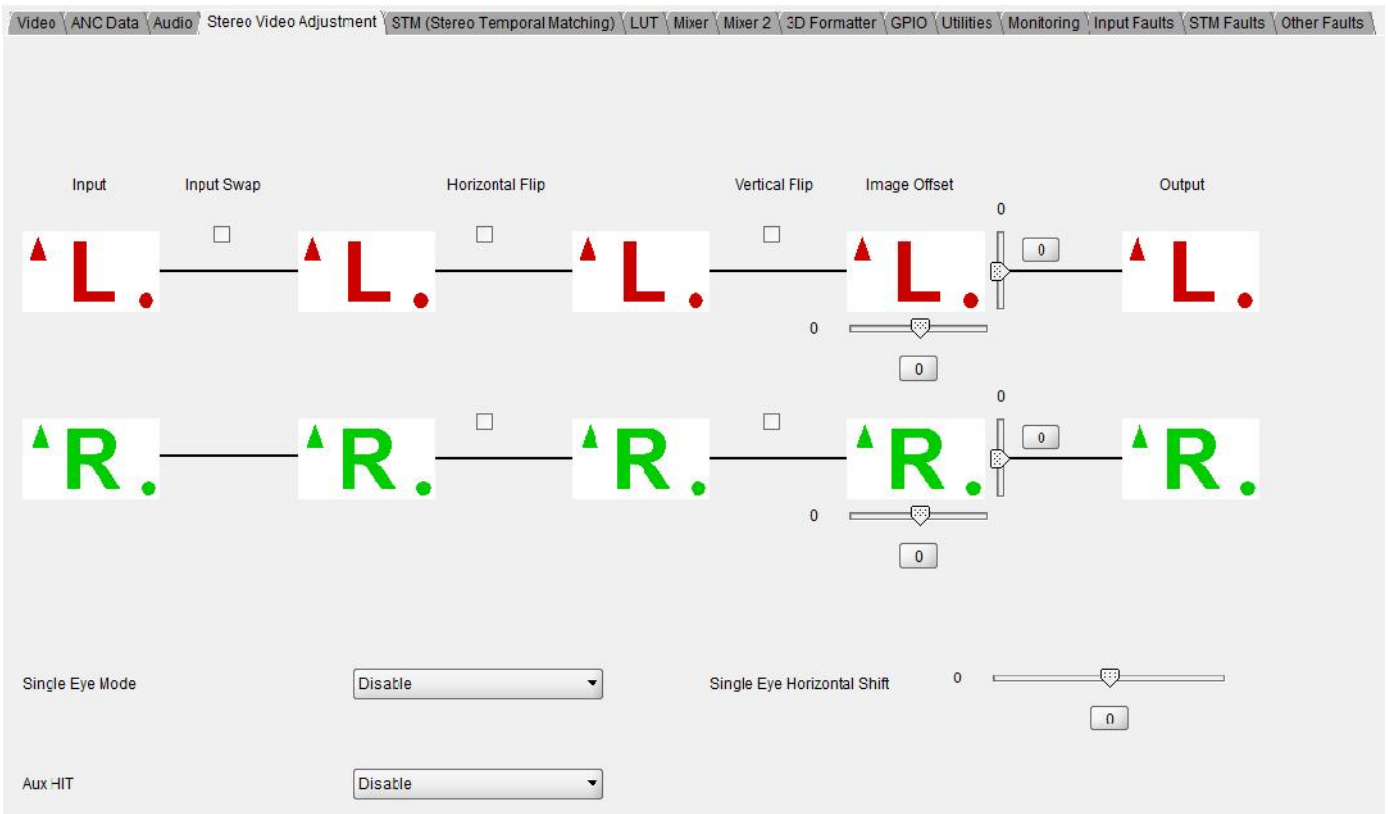 Video ANC Data Audio Stereo Video Adjustment STM (Stereo Temporal Matching) LUT Mixer Mixer 2 3D Formatter GPIO Utilities Monitoring Input Faults STM Faults Other Faults
Input Input Swap Horizontal Flip Vertical Flip Image Offset Output
0
L. L. L. L. 0 L.
0
0
0
R. R. R. R. 0 R.
0
0
Single Eye Mode Disable Single Eye Horizontal Shift 0
0
Aux HIT Disable